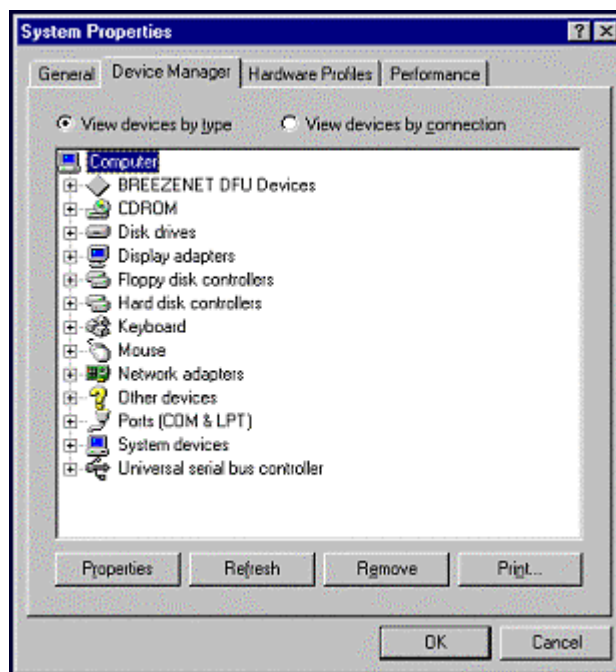 System Properties
General Device Manager Hardware Profiles Performance
View devices by type View devices by connection
Computer
BREEZENET DFU Devices
CDROM
Disk drives
Display adapters
Floppy disk controllers
Hard disk controllers
Keyboard
Mouse
Network adapters
Other devices
Ports (COM & LPT)
System devices
Universal serial bus controller
Properties Refresh Remove Print...
OK Cancel